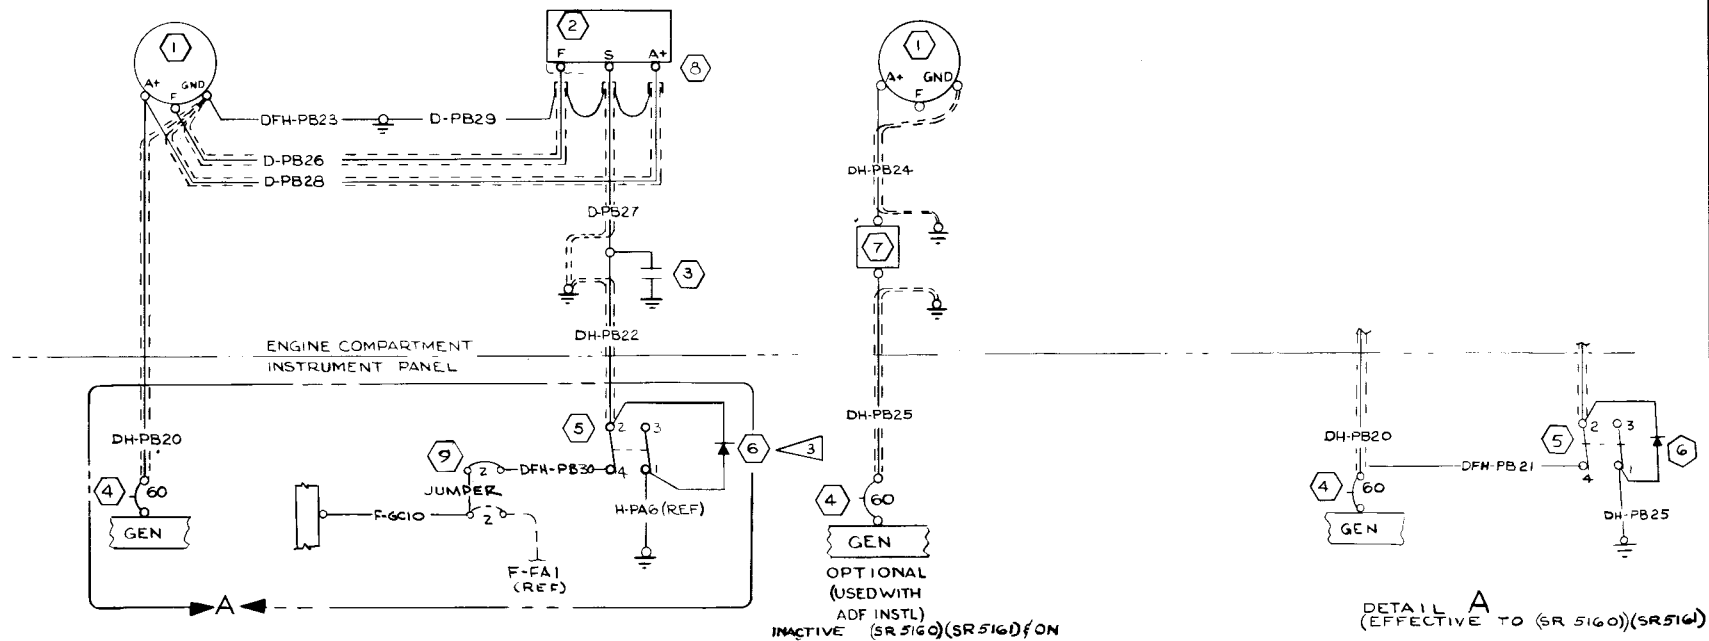 1
A+
F
GND
2
F
S
A+
8
1
A+
GND
F
DFH-PB23
D-PB29
D-PB26
D-PB28
DH-PB24
D-PB27
7
3
DH-PB22
ENGINE COMPARTMENT
INSTRUMENT PANEL
DH-PB20
5
2
3
4
1
6
3
9
2
DFH-PB30
JUMPER
2
F-GC10
H-PA6 (REF)
F-FA1
(REF)
4
60
GEN
A
DH-PB25
4
60
GEN
OPTIONAL
(USED WITH
ADF INSTL)
INACTIVE (SR 5160)(SR 5161) & ON
DH-PB20
5
2
3
4
1
6
DFH-PB21
4
60
GEN
DH-PB25
DETAIL A
(EFFECTIVE TO (SR 5160)(SR5161)